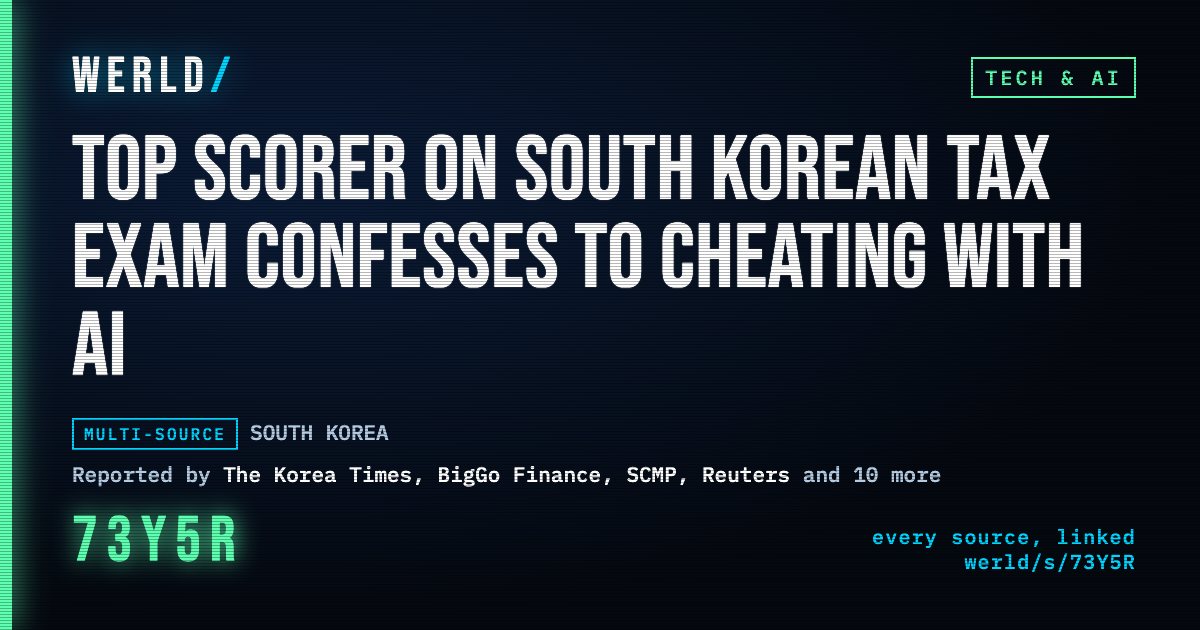 WERLD/
TECH & AI
TOP SCORER ON SOUTH KOREAN TAX
EXAM CONFESSES TO CHEATING WITH
AI
MULTI-SOURCE SOUTH KOREA
Reported by The Korea Times, BigGo Finance, SCMP, Reuters and 10 more
73Y5R
every source, linked
werld/s/73Y5R